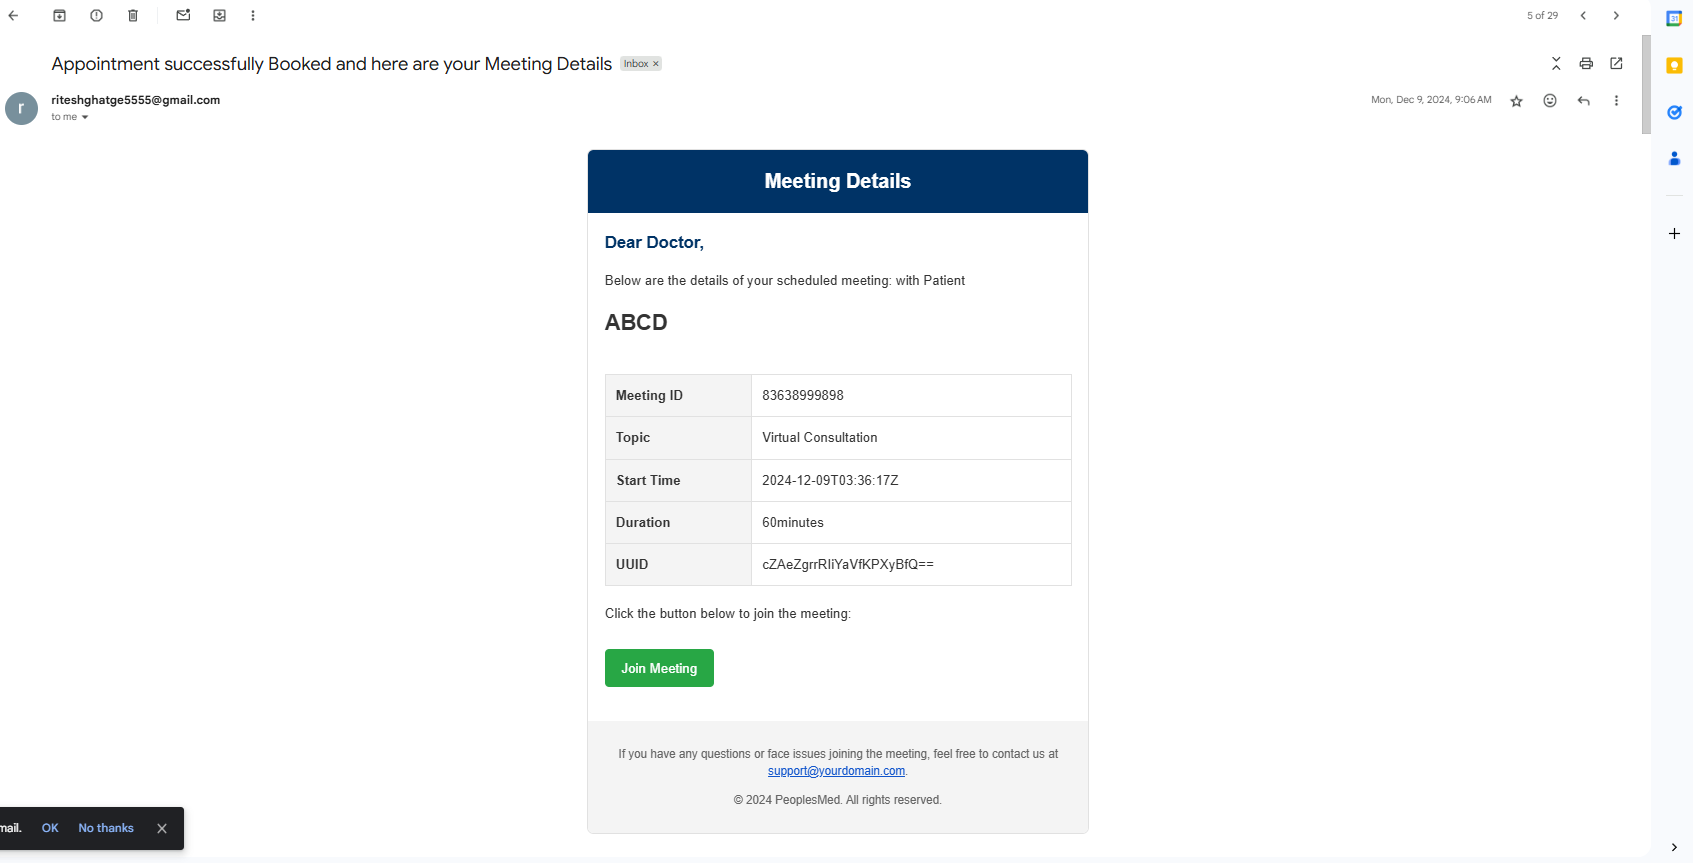 5 of 29
Appointment successfully Booked and here are your Meeting Details Inbox ×
r
riteshghatge5555@gmail.com
Mon, Dec 9, 2024, 9:06 AM
to me
31
Meeting Details
Dear Doctor,
Below are the details of your scheduled meeting: with Patient
ABCD
Meeting ID 83638999898
Topic Virtual Consultation
Start Time 2024-12-09T03:36:17Z
Duration 60minutes
UUID cZAeZgrrRIiYaVfKPXyBfQ==
Click the button below to join the meeting:
Join Meeting
If you have any questions or face issues joining the meeting, feel free to contact us at
support@yourdomain.com.
© 2024 PeoplesMed. All rights reserved.
mail. OK No thanks